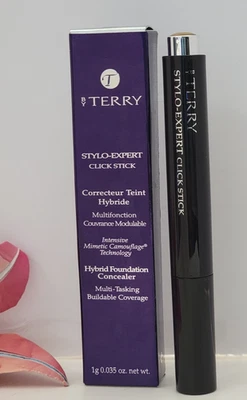 T
BY TERRY
STYLO-EXPERT
CLICK STICK
Correcteur Teint
Hybride
Multifonction
Couvrance Modulable
Intensive
Mimetic Camouflage®
Technology
Hybrid Foundation
Concealer
Multi-Tasking
Buildable Coverage
1g 0.035 oz. net wt.
BY TERRY
STYLO-EXPERT CLICK STICK